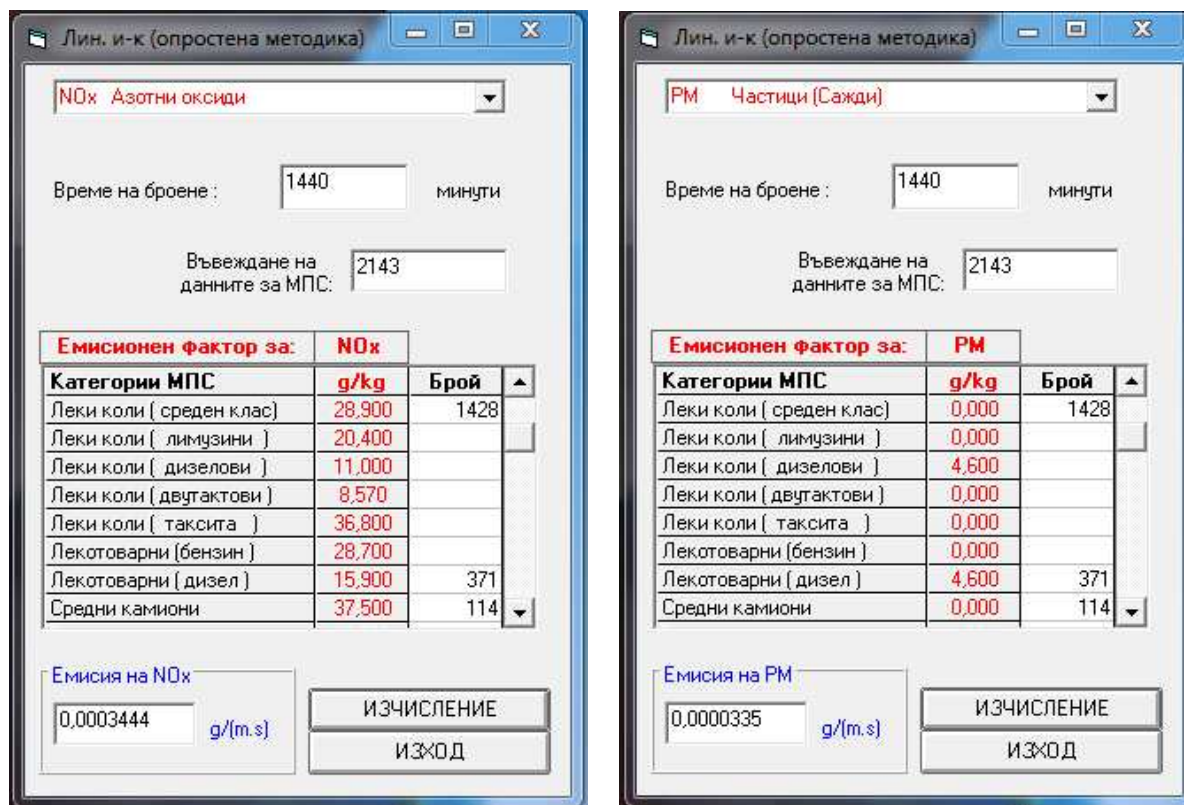 Лин. и-к (опростена методика)
NOx Азотни оксиди
Време на броене : 1440 минути
Въвеждане на
данните за МПС: 2143
Емисионен фактор за: NOx
Категории МПС g/kg Брой
Леки коли ( среден клас) 28,900 1428
Леки коли ( лимузини ) 20,400
Леки коли ( дизелови ) 11,000
Леки коли ( двутактови ) 8,570
Леки коли ( таксита ) 36,800
Лекотоварни (бензин ) 28,700
Лекотоварни ( дизел ) 15,900 371
Средни камиони 37,500 114
Емисия на NOx
0,0003444 g/(m.s)
ИЗЧИСЛЕНИЕ
ИЗХОД
Лин. и-к (опростена методика)
PM Частици (Сажди)
Време на броене : 1440 минути
Въвеждане на
данните за МПС: 2143
Емисионен фактор за: PM
Категории МПС g/kg Брой
Леки коли ( среден клас) 0,000 1428
Леки коли ( лимузини ) 0,000
Леки коли ( дизелови ) 4,600
Леки коли ( двутактови ) 0,000
Леки коли ( таксита ) 0,000
Лекотоварни (бензин ) 0,000
Лекотоварни ( дизел ) 4,600 371
Средни камиони 0,000 114
Емисия на PM
0,0000335 g/(m.s)
ИЗЧИСЛЕНИЕ
ИЗХОД